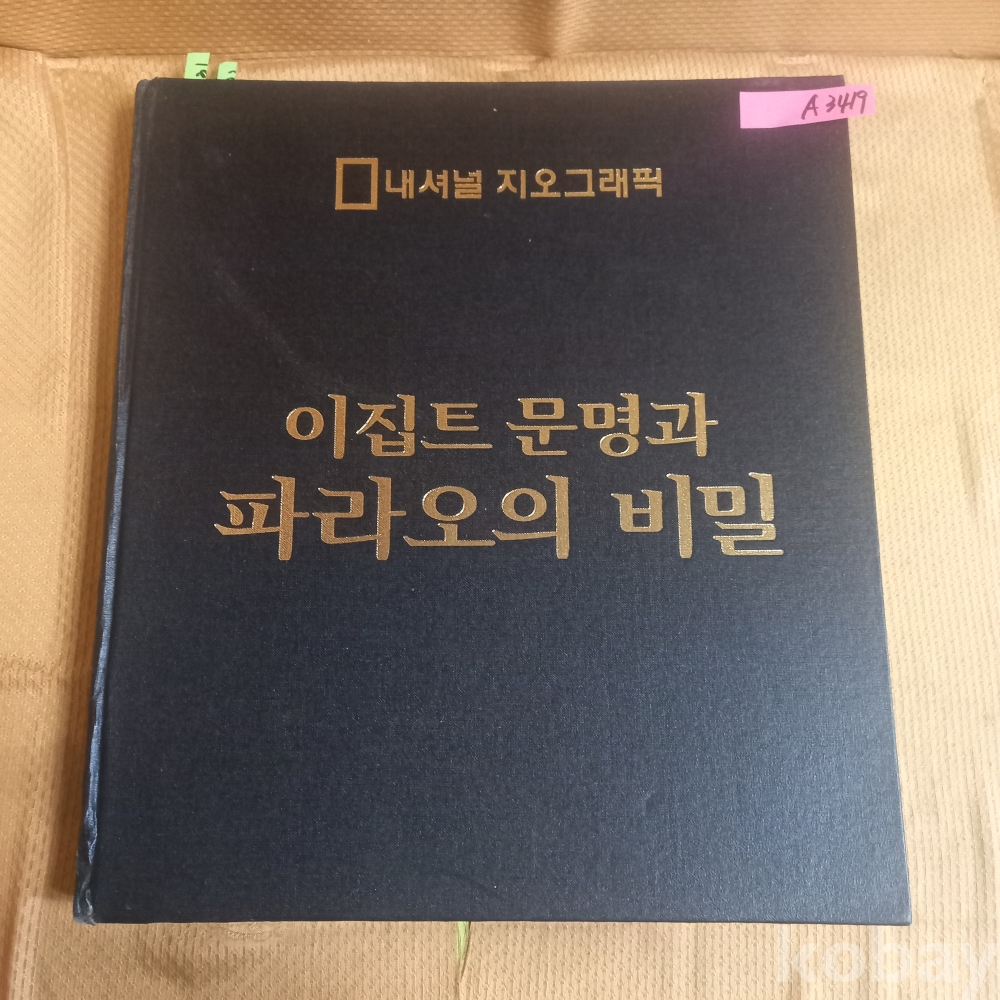 A3419
내셔널 지오그래픽
이집트 문명과
파라오의 비밀
kobay